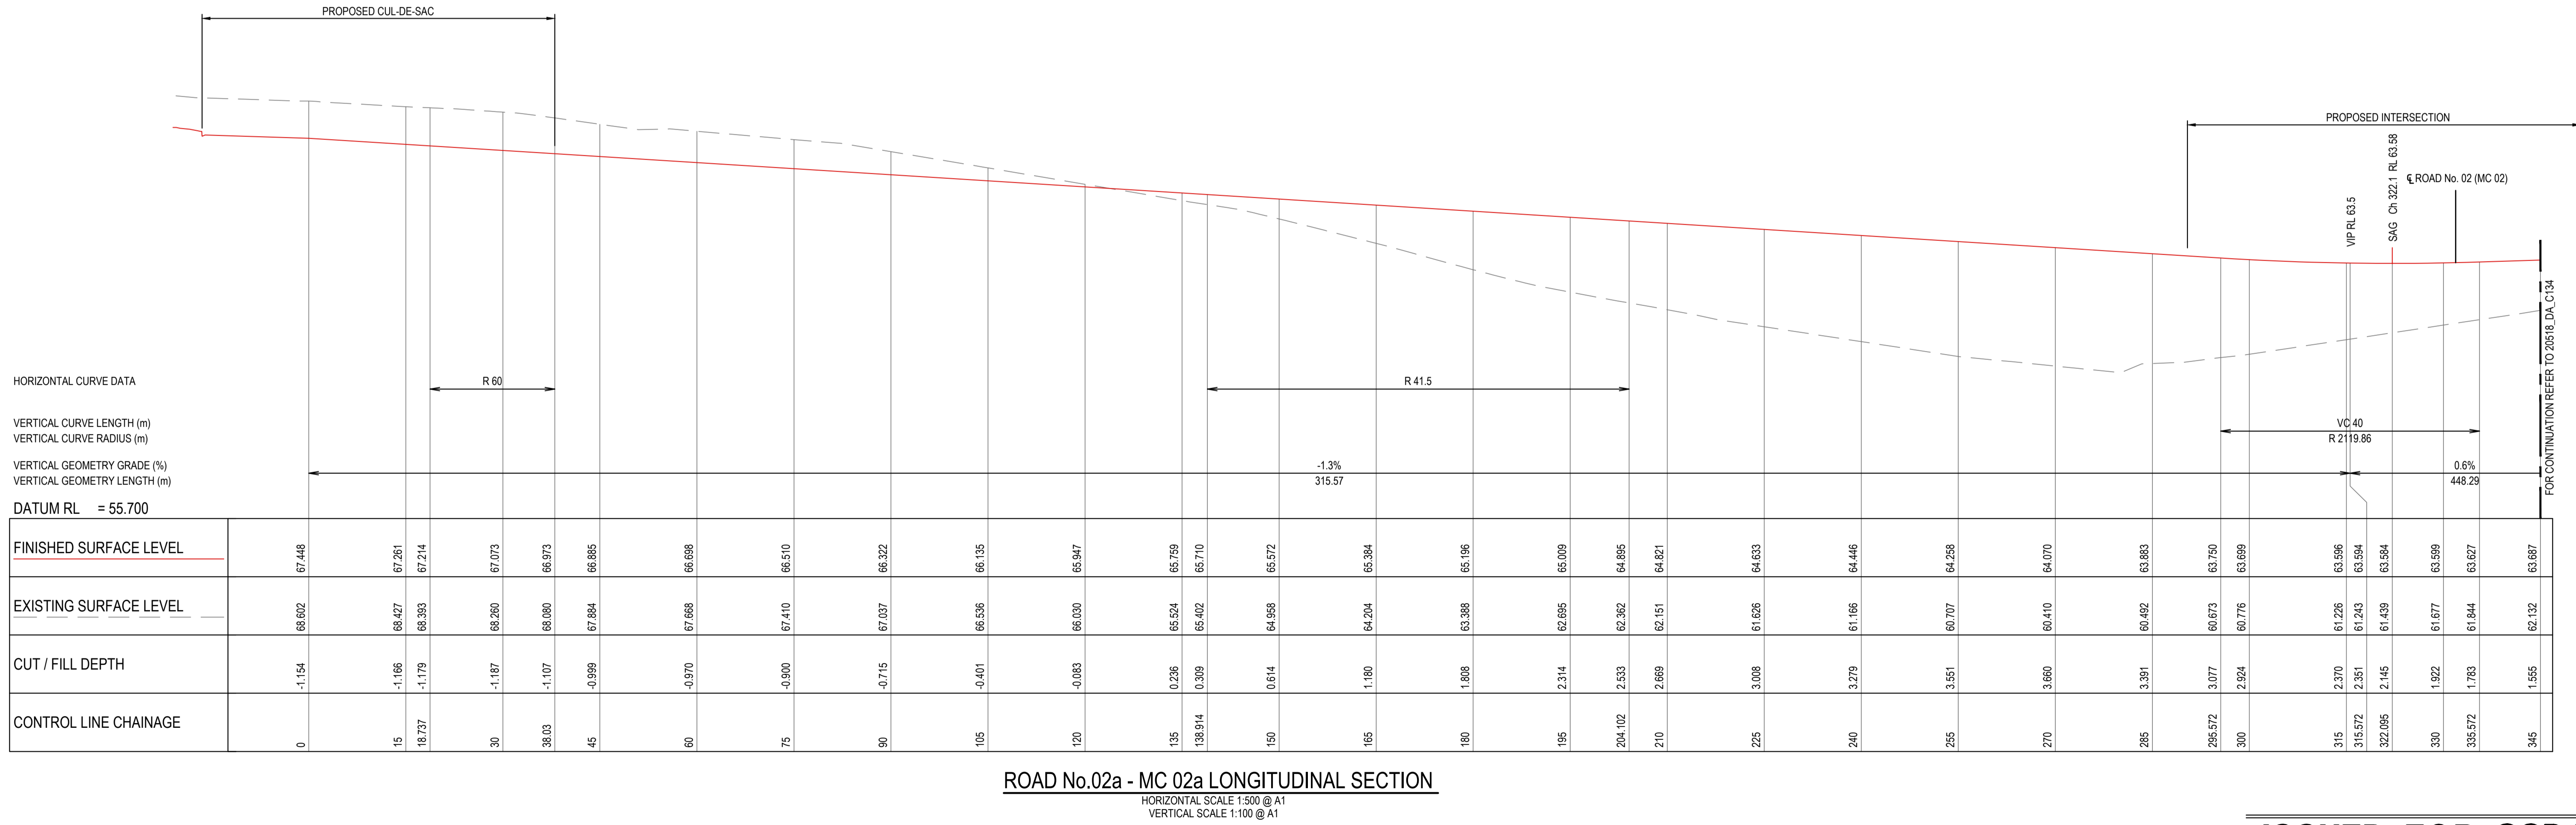 PROPOSED CUL-DE-SAC
PROPOSED INTERSECTION
VIP RL 63.5
SAG Ch 322.1 RL 63.58
℄ ROAD No. 02 (MC 02)
FOR CONTINUATION REFER TO 20518_DA_C134
HORIZONTAL CURVE DATA
R 60
R 41.5
VERTICAL CURVE LENGTH (m)
VC 40
VERTICAL CURVE RADIUS (m)
R 2119.86
VERTICAL GEOMETRY GRADE (%)
-1.3%
0.6%
VERTICAL GEOMETRY LENGTH (m)
315.57
448.29
DATUM RL = 55.700
FINISHED SURFACE LEVEL 67.448 67.261 67.214 67.073 66.973 66.885 66.698 66.510 66.322 66.135 65.947 65.759 65.710 65.572 65.384 65.196 65.009 64.895 64.821 64.633 64.446 64.258 64.070 63.883 63.750 63.699 63.596 63.594 63.584 63.599 63.627 63.687
EXISTING SURFACE LEVEL 68.602 68.427 68.393 68.260 68.080 67.884 67.668 67.410 67.037 66.536 66.030 65.524 65.402 64.958 64.204 63.388 62.695 62.362 62.151 61.626 61.166 60.707 60.410 60.492 60.673 60.776 61.226 61.243 61.439 61.677 61.844 62.132
CUT / FILL DEPTH -1.154 -1.166 -1.179 -1.187 -1.107 -0.999 -0.970 -0.900 -0.715 -0.401 -0.083 0.236 0.309 0.614 1.180 1.808 2.314 2.533 2.669 3.008 3.279 3.551 3.660 3.391 3.077 2.924 2.370 2.351 2.145 1.922 1.783 1.555
CONTROL LINE CHAINAGE 0 15 18.737 30 38.03 45 60 75 90 105 120 135 138.914 150 165 180 195 204.102 210 225 240 255 270 285 295.572 300 315 315.572 322.095 330 335.572 345
ROAD No.02a - MC 02a LONGITUDINAL SECTION
HORIZONTAL SCALE 1:500 @ A1
VERTICAL SCALE 1:100 @ A1